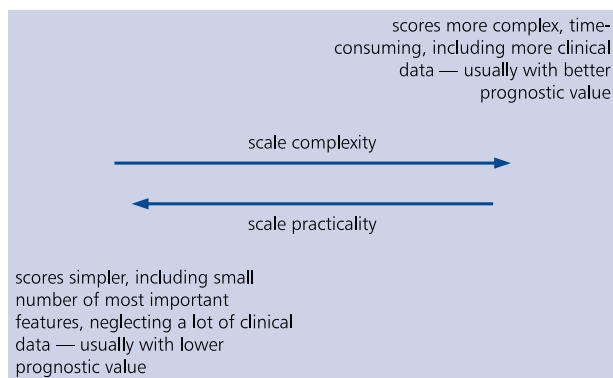 scores more complex, time-
consuming, including more clinical
data — usually with better
prognostic value
scale complexity
scale practicality
scores simpler, including small
number of most important
features, neglecting a lot of clinical
data — usually with lower
prognostic value